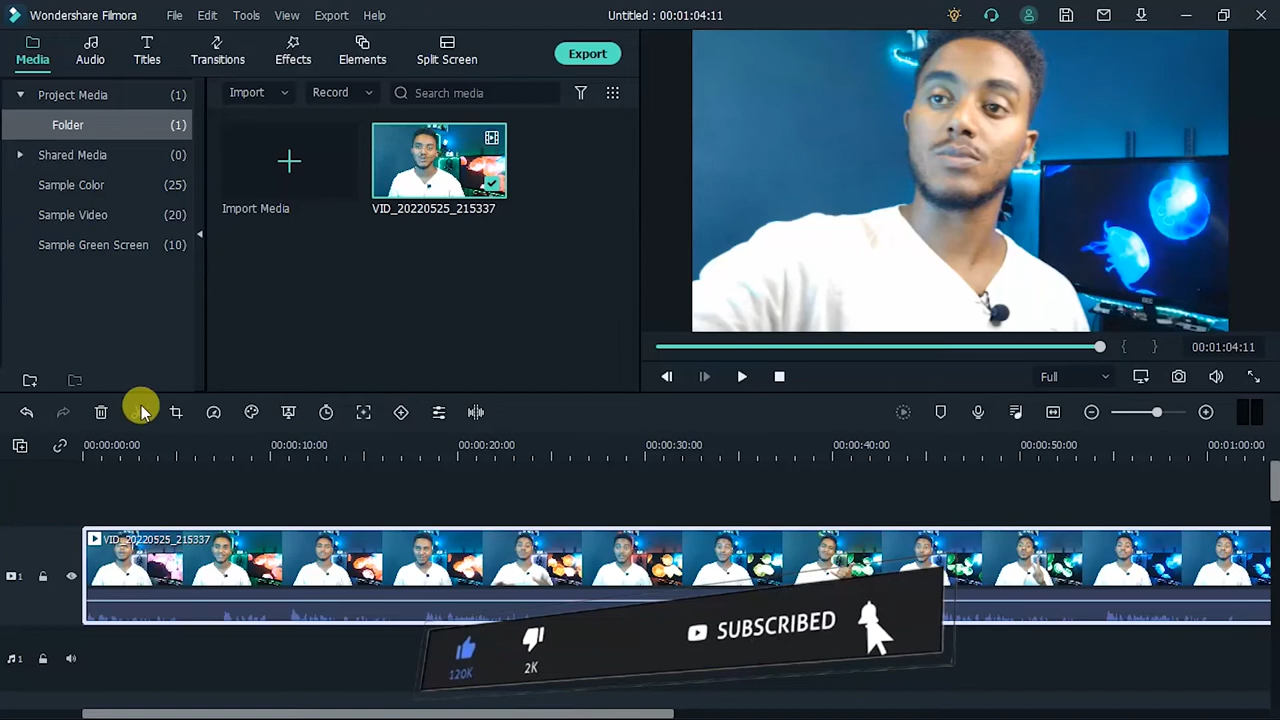 Wondershare Filmora File Edit Tools View Export Help Untitled : 00:01:04:11
Media Audio Titles Transitions Effects Elements Split Screen Export
Project Media (1)
Folder (1)
Shared Media (0)
Sample Color (25)
Sample Video (20)
Sample Green Screen (10)
Import Record Search media
Import Media VID_20220525_215337
00:01:04:11
Full
00:00:00:00 00:00:10:00 00:00:20:00 00:00:30:00 00:00:40:00 00:00:50:00 00:01:00:00
VID_20220525_215337
1
SUBSCRIBED
120K 2K
1